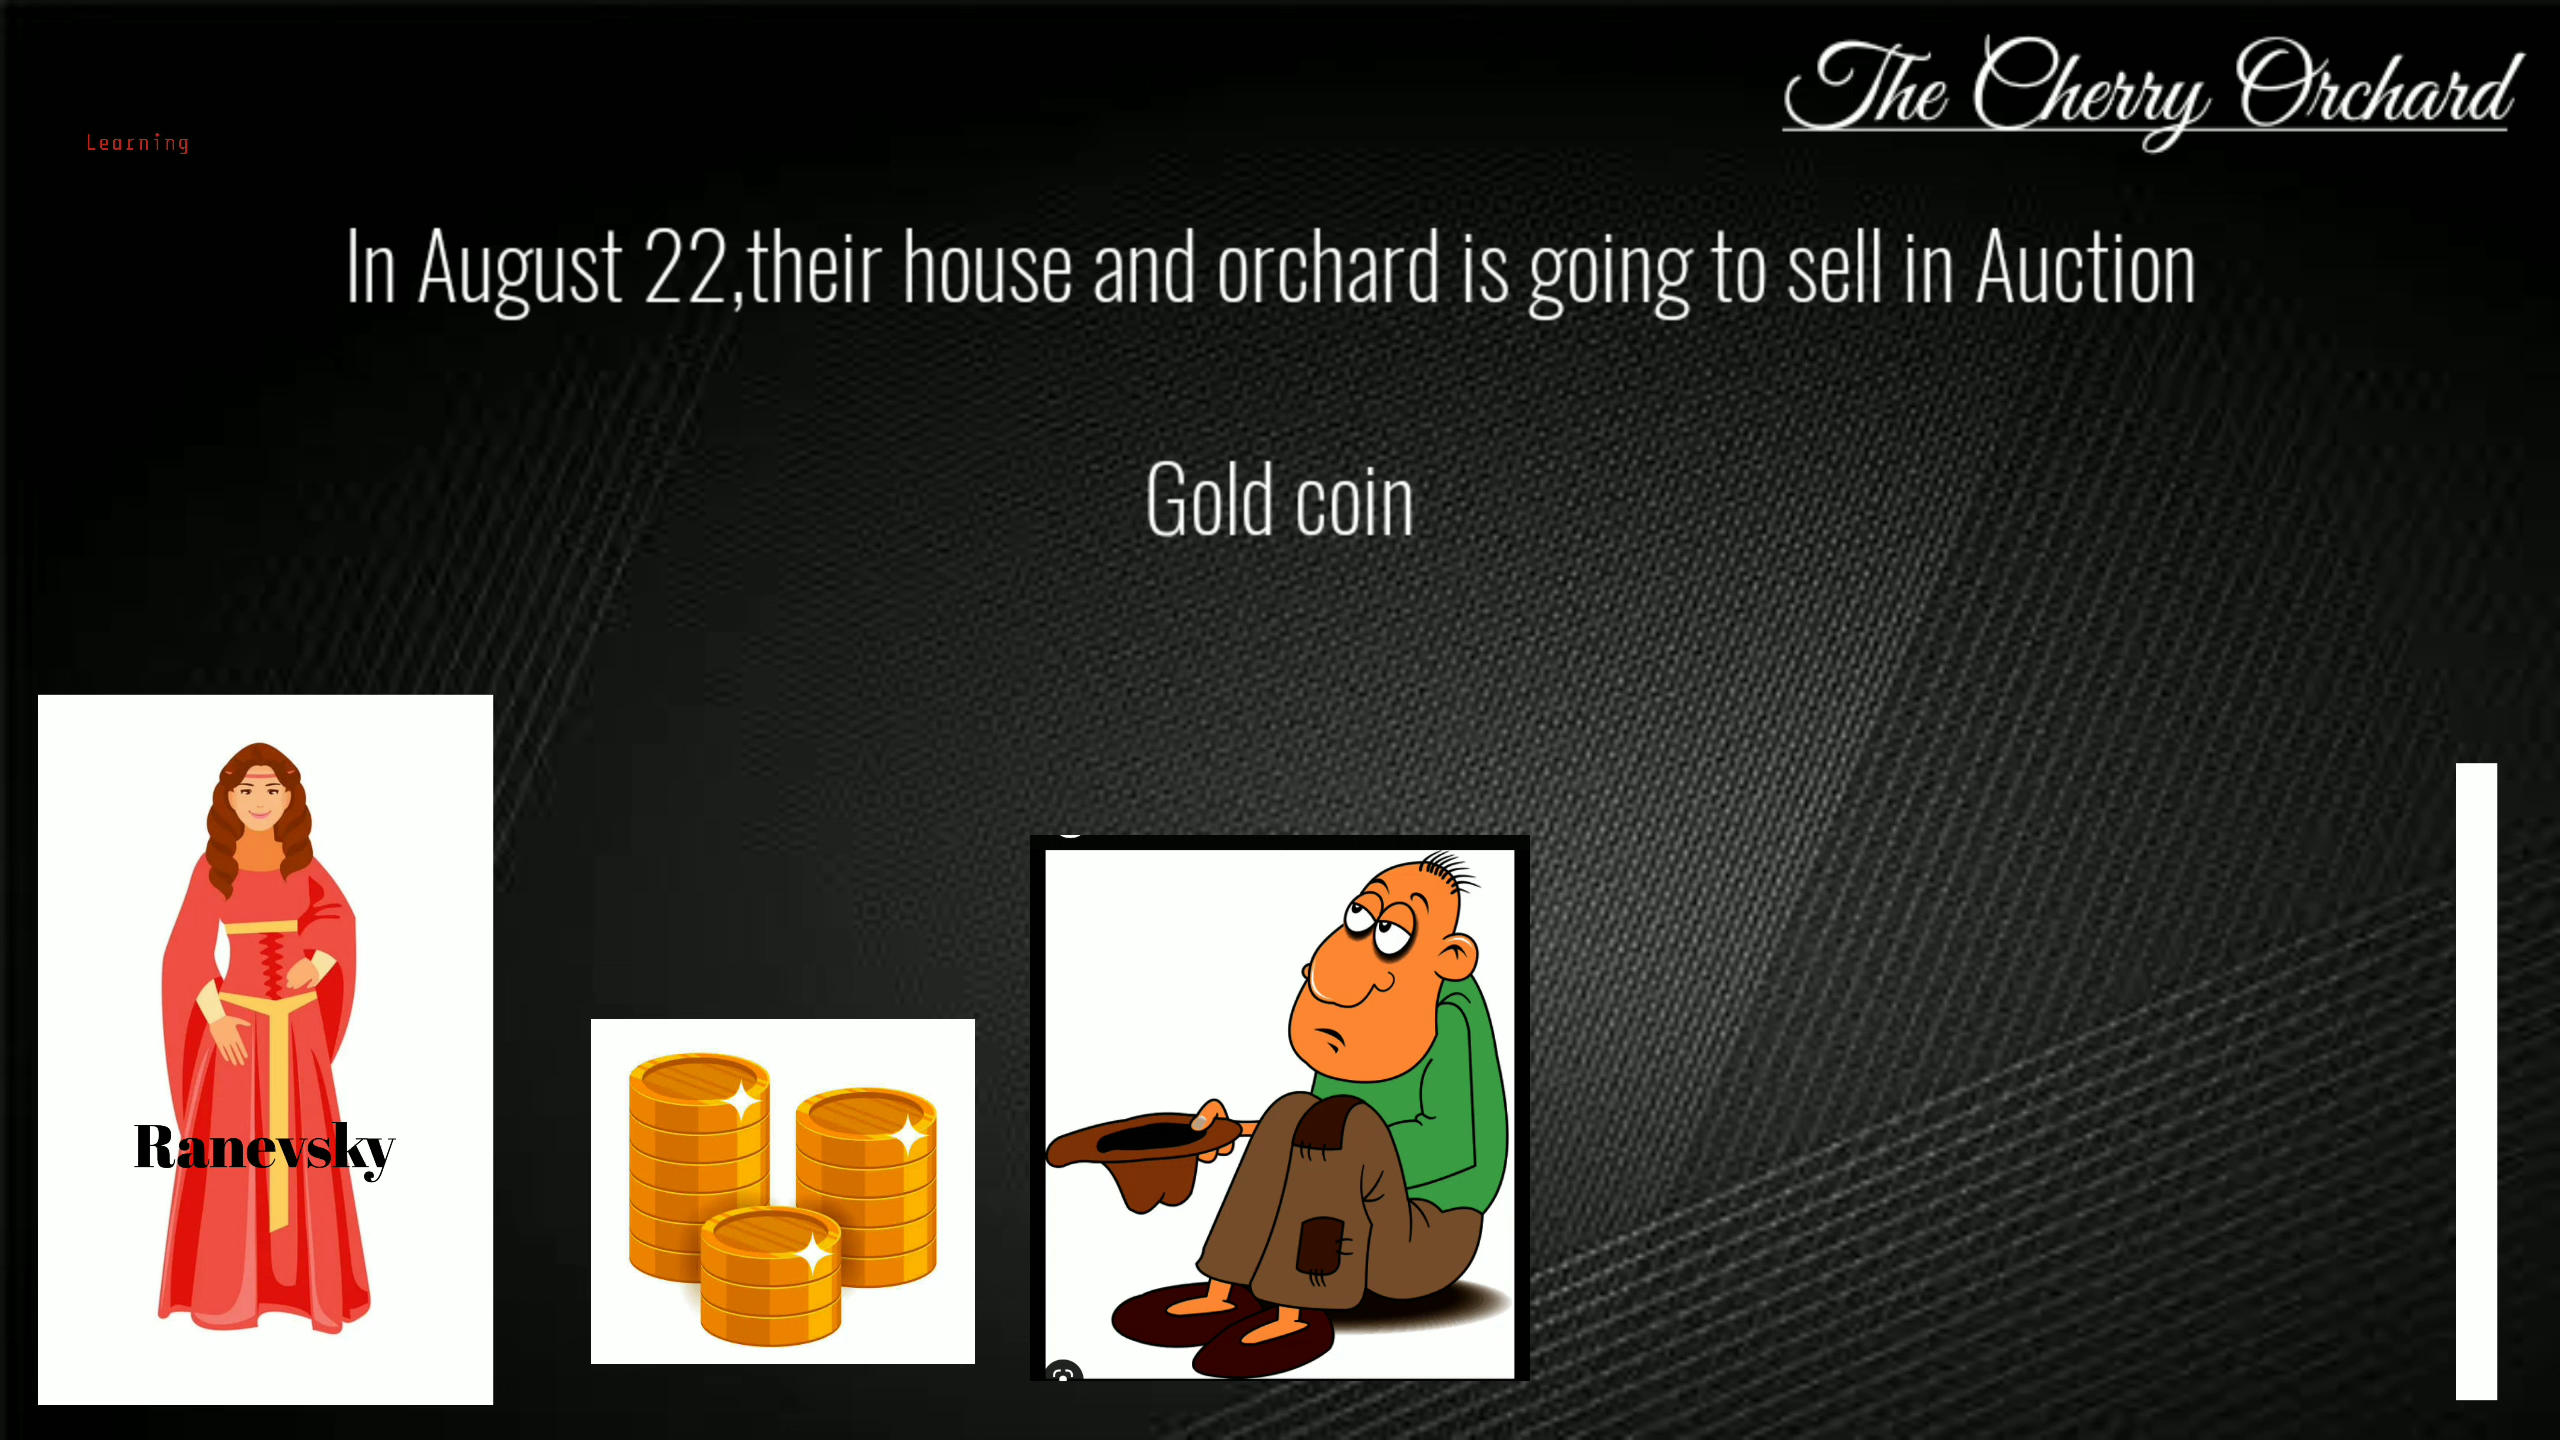 The Cherry Orchard
Learning
In August 22,their house and orchard is going to sell in Auction
Gold coin
Ranevsky